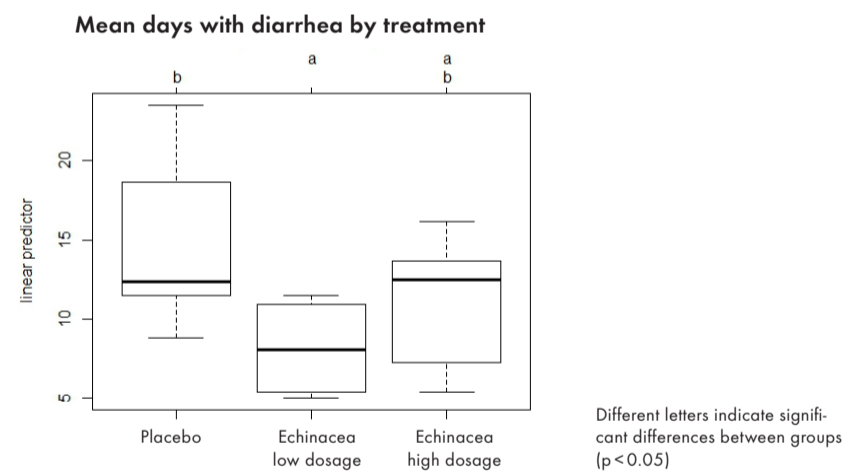 Mean days with diarrhea by treatment
a
a
b
b
20
15
10
5
linear predictor
Placebo
Echinacea
low dosage
Echinacea
high dosage
Different letters indicate signifi-
cant differences between groups
(p<0.05)